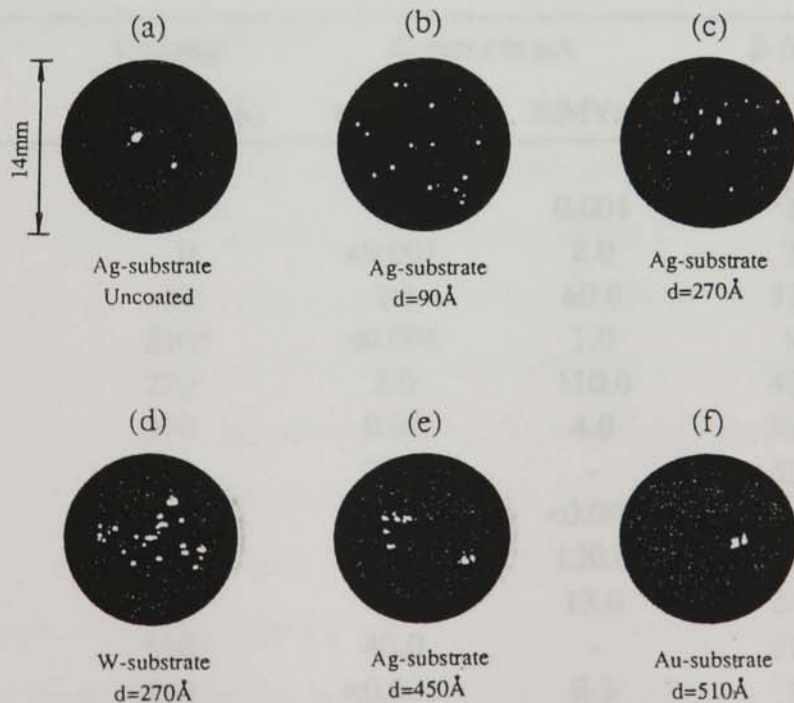 (a)
(b)
(c)
14mm
Ag-substrate
Uncoated
Ag-substrate
d=90Å
Ag-substrate
d=270Å
(d)
(e)
(f)
W-substrate
d=270Å
Ag-substrate
d=450Å
Au-substrate
d=510Å